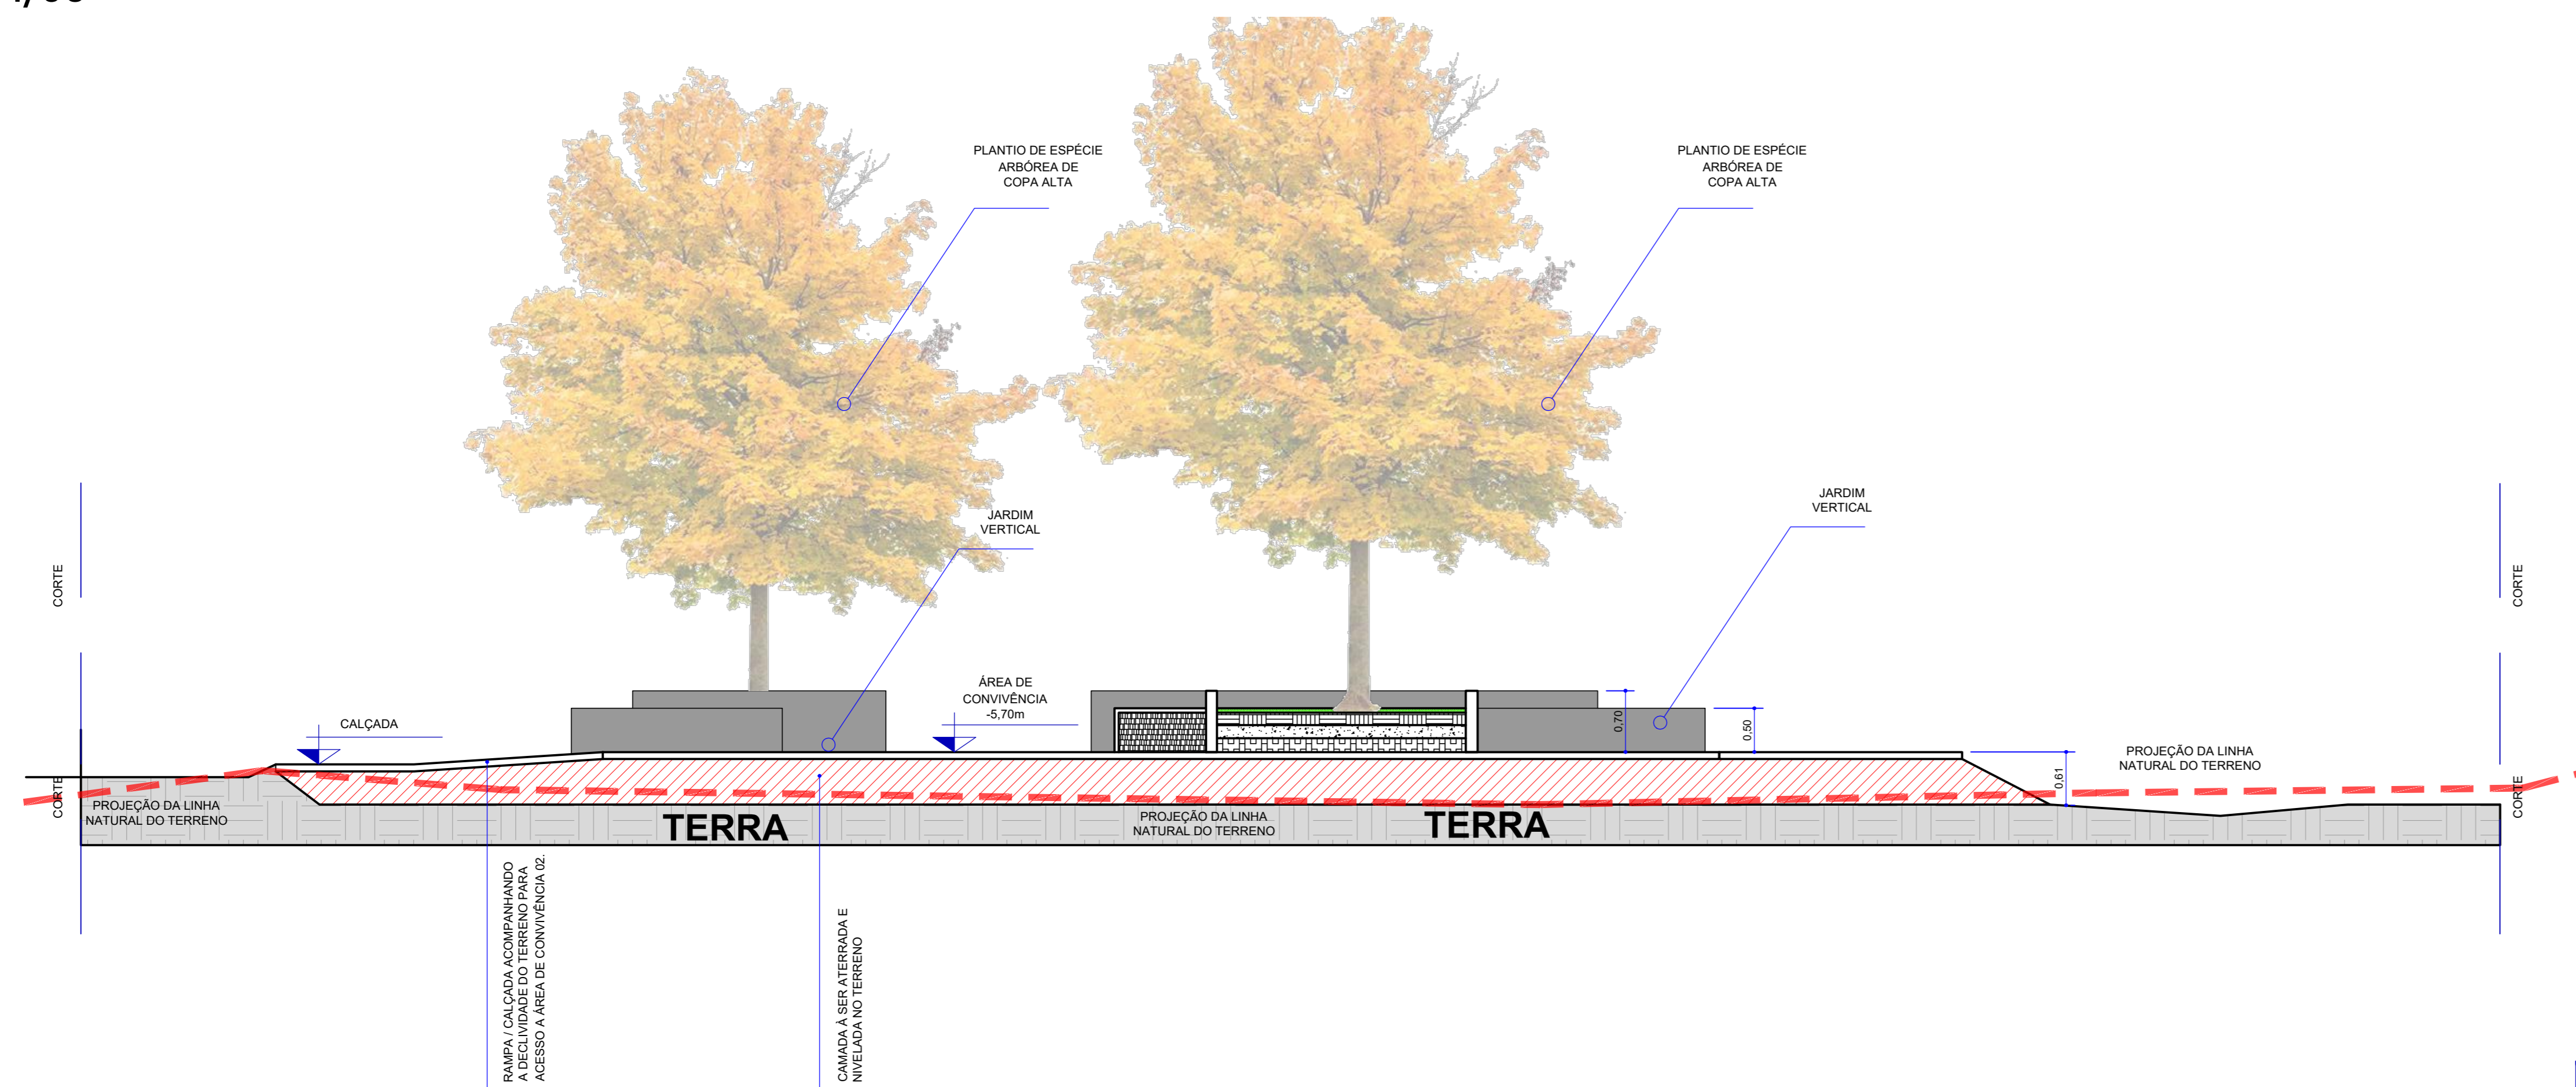 PLANTIO DE ESPÉCIE
ARBÓREA DE
COPA ALTA
PLANTIO DE ESPÉCIE
ARBÓREA DE
COPA ALTA
JARDIM
VERTICAL
JARDIM
VERTICAL
CORTE
CORTE
ÁREA DE
CONVIVÊNCIA
-5,70m
CALÇADA
0,70
0,50
0,61
PROJEÇÃO DA LINHA
NATURAL DO TERRENO
CORTE
CORTE
PROJEÇÃO DA LINHA
NATURAL DO TERRENO
TERRA
PROJEÇÃO DA LINHA
NATURAL DO TERRENO
TERRA
RAMPA / CALÇADA ACOMPANHANDO
A DECLIVIDADE DO TERRENO PARA
ACESSO A ÁREA DE CONVIVÊNCIA 02.
CAMADA À SER ATERRADA E
NIVELADA NO TERRENO